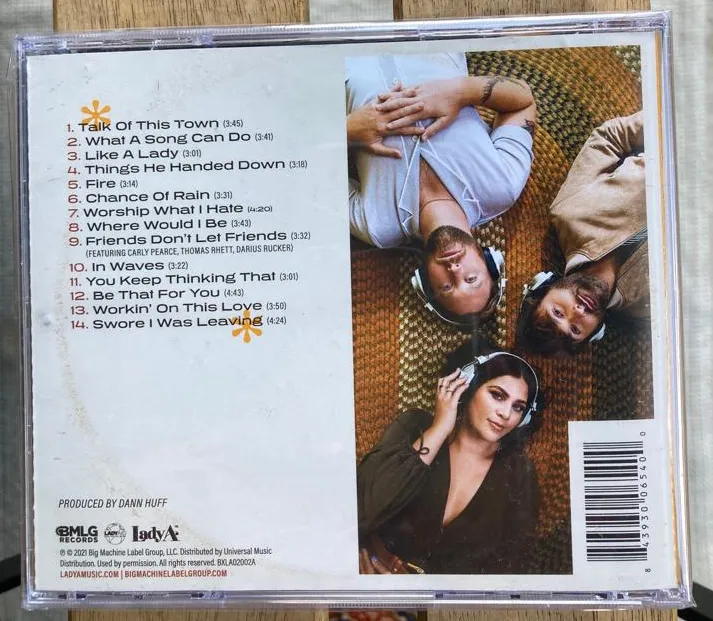 1. Talk Of This Town (3:45)
2. What A Song Can Do (3:41)
3. Like A Lady (3:01)
4. Things He Handed Down (3:18)
5. Fire (3:14)
6. Chance Of Rain (3:31)
7. Worship What I Hate (4:20)
8. Where Would I Be (3:43)
9. Friends Don't Let Friends (3:32)
(FEATURING CARLY PEARCE, THOMAS RHETT, DARIUS RUCKER)
10. In Waves (3:22)
11. You Keep Thinking That (3:01)
12. Be That For You (4:43)
13. Workin' On This Love (3:50)
14. Swore I Was Leaving (4:24)
PRODUCED BY DANN HUFF
BMLG RECORDS LADY A Lady A
℗ © 2021 Big Machine Label Group, LLC. Distributed by Universal Music
Distribution. Used by permission. All rights reserved. BXLA02002A
LADYAMUSIC.COM | BIGMACHINELABELGROUP.COM
8 43930 06540 0